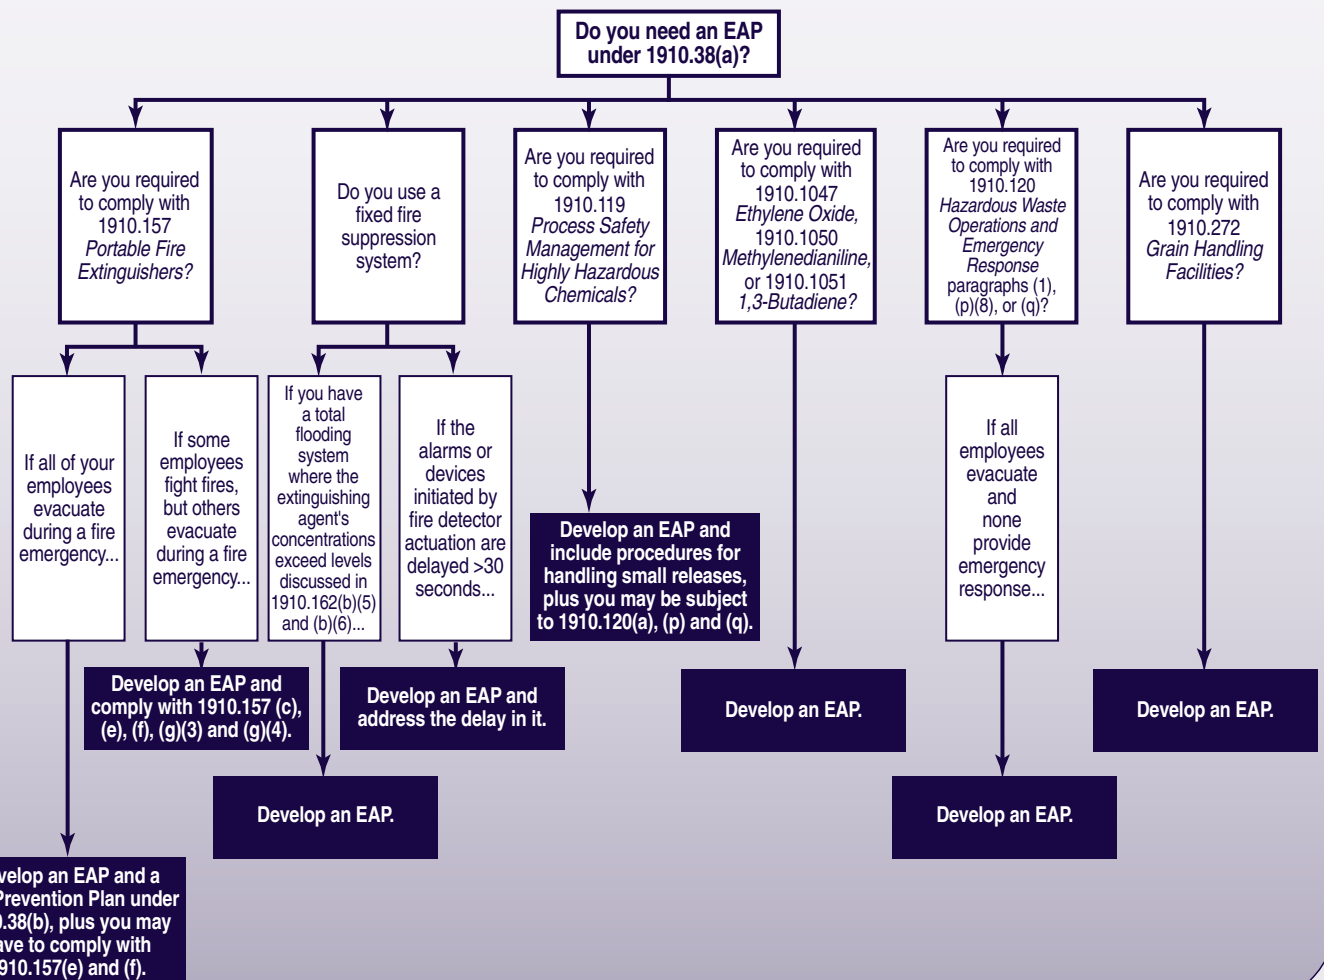 Do you need an EAP
under 1910.38(a)?
Are you required
to comply with
1910.157
Portable Fire
Extinguishers?
Do you use a
fixed fire
suppression
system?
Are you required
to comply with
1910.119
Process Safety
Management for
Highly Hazardous
Chemicals?
Are you required
to comply with
1910.1047
Ethylene Oxide,
1910.1050
Methylenedianiline,
or 1910.1051
1,3-Butadiene?
Are you required
to comply with
1910.120
Hazardous Waste
Operations and
Emergency
Response
paragraphs (1),
(p)(8), or (q)?
Are you required
to comply with
1910.272
Grain Handling
Facilities?
If all of your
employees
evacuate
during a fire
emergency...
If some
employees
fight fires,
but others
evacuate
during a fire
emergency...
If you have
a total
flooding
system
where the
extinguishing
agent's
concentrations
exceed levels
discussed in
1910.162(b)(5)
and (b)(6)...
If the
alarms or
devices
initiated by
fire detector
actuation are
delayed >30
seconds...
If all
employees
evacuate
and
none
provide
emergency
response...
Develop an EAP and
include procedures for
handling small releases,
plus you may be subject
to 1910.120(a), (p) and (q).
Develop an EAP and
comply with 1910.157 (c),
(e), (f), (g)(3) and (g)(4).
Develop an EAP and
address the delay in it.
Develop an EAP.
Develop an EAP.
Develop an EAP.
Develop an EAP.
velop an EAP and a
Prevention Plan under
.38(b), plus you may
ave to comply with
910.157(e) and (f).